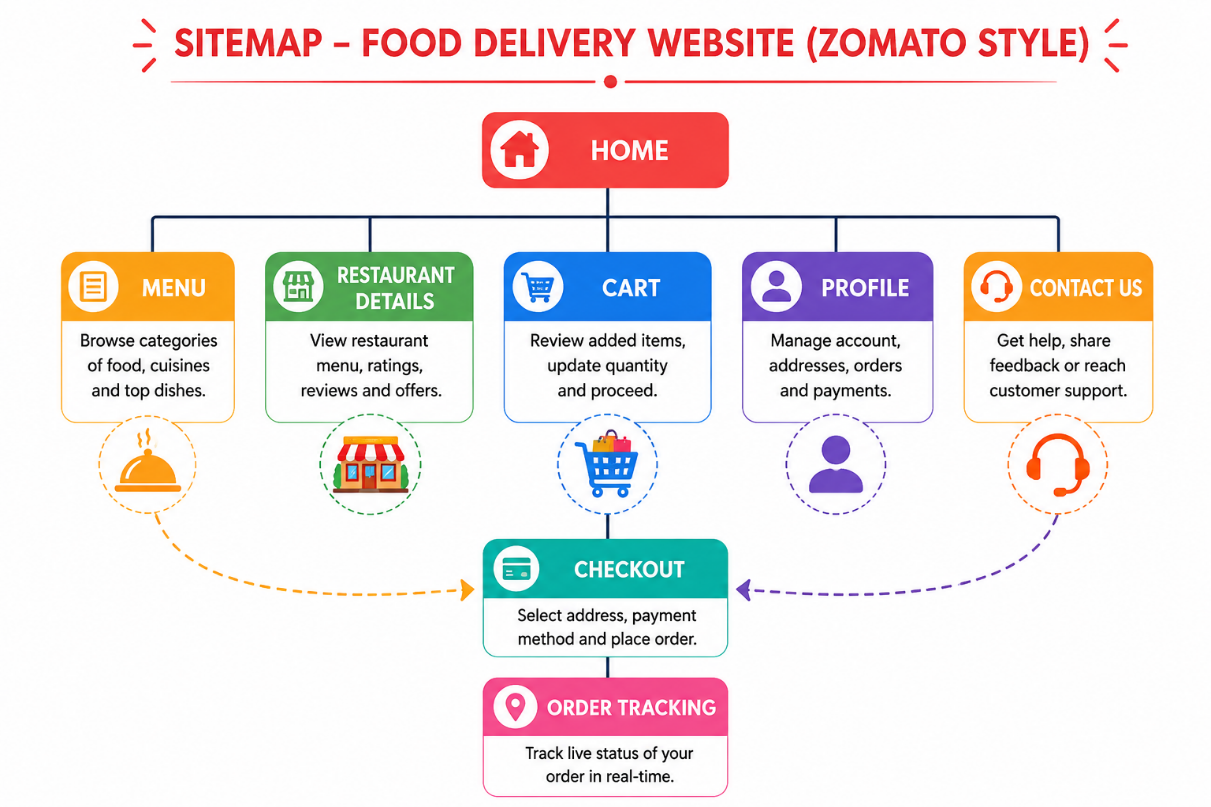 SITEMAP – FOOD DELIVERY WEBSITE (ZOMATO STYLE)
HOME
MENU
Browse categories
of food, cuisines
and top dishes.
RESTAURANT
DETAILS
View restaurant
menu, ratings,
reviews and offers.
CART
Review added items,
update quantity
and proceed.
PROFILE
Manage account,
addresses, orders
and payments.
CONTACT US
Get help, share
feedback or reach
customer support.
CHECKOUT
Select address, payment
method and place order.
ORDER TRACKING
Track live status of your
order in real-time.